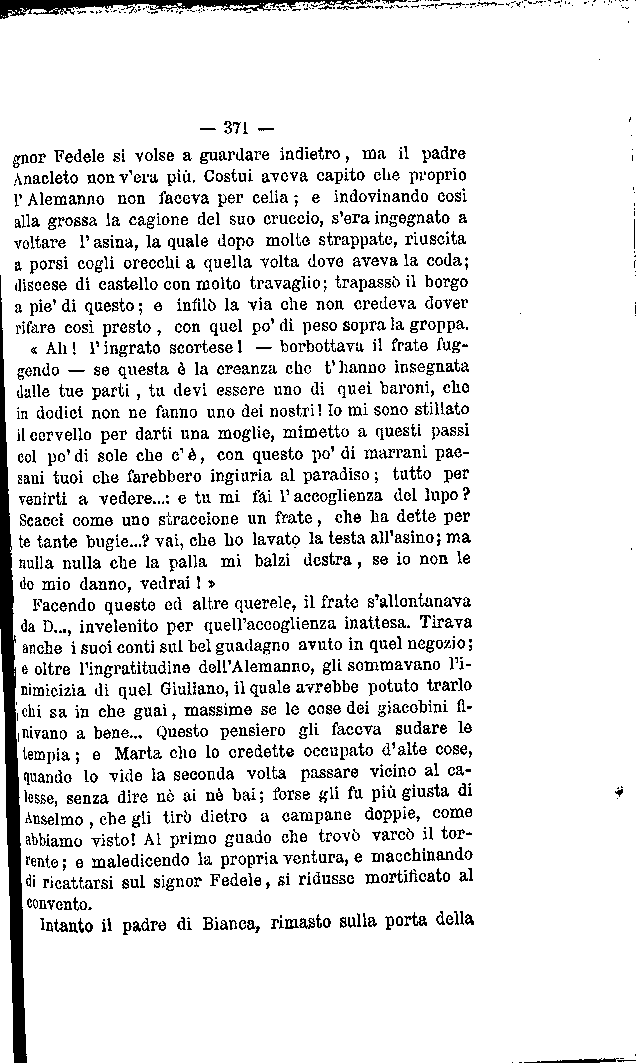 — 371 —
gnor Fedele si volse a guardare indietro, ma il padre
Anacleto non v'era più. Costui aveva capito che proprio
l'Alemanno non faceva per celia; e indovinando così
alla grossa la cagione del suo cruccio, s'era ingegnato a
voltare l'asina, la quale dopo molte strappate, riuscita
a porsi cogli orecchi a quella volta dove aveva la coda;
discese di castello con molto travaglio; trapassò il borgo
a pie' di questo; e infilò la via che non credeva dover
rifare così presto, con quel po' di peso sopra la groppa.
« Ah! l'ingrato scortese! — borbottava il frate fug-
gendo — se questa è la creanza che t'hanno insegnata
dalle tue parti, tu devi essere uno di quei baroni, che
in dodici non ne fanno uno dei nostri! Io mi sono stillato
il cervello per darti una moglie, mimetto a questi passi
col po' di sole che c'è, con questo po' di marrani pae-
sani tuoi che farebbero ingiuria al paradiso; tutto per
venirti a vedere...: e tu mi fai l'accoglienza del lupo?
Scacci come uno straccione un frate, che ha dette per
te tante bugie...? vai, che ho lavato la testa all'asino; ma
nulla nulla che la palla mi balzi destra, se io non le
do mio danno, vedrai! »
Facendo queste ed altre querele, il frate s'allontanava
da D..., invelenito per quell'accoglienza inattesa. Tirava
anche i suoi conti sul bel guadagno avuto in quel negozio;
e oltre l'ingratitudine dell'Alemanno, gli sommavano l'i-
nimicizia di quel Giuliano, il quale avrebbe potuto trarlo
chi sa in che guai, massime se le cose dei giacobini fi-
nivano a bene... Questo pensiero gli faceva sudare le
tempia; e Marta che lo credette occupato d'alte cose,
quando lo vide la seconda volta passare vicino al ca-
lesse, senza dire nè ai nè bai; forse gli fu più giusta di
Anselmo, che gli tirò dietro a campane doppie, come
abbiamo visto! Al primo guado che trovò varcò il tor-
rente; e maledicendo la propria ventura, e macchinando
di ricattarsi sul signor Fedele, si ridusse mortificato al
convento.
Intanto il padre di Bianca, rimasto sulla porta della